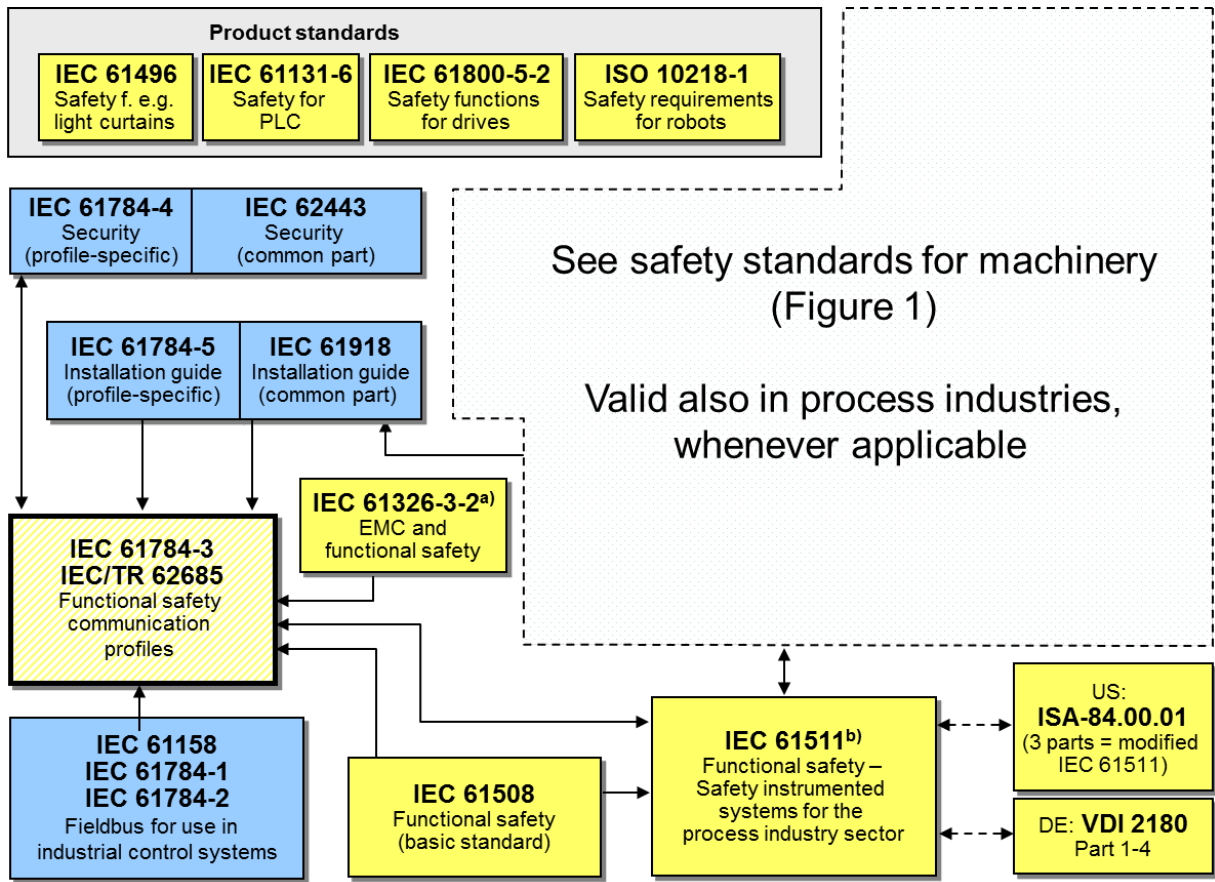 Product standards
IEC 61496
Safety f. e.g.
light curtains
IEC 61131-6
Safety for
PLC
IEC 61800-5-2
Safety functions
for drives
ISO 10218-1
Safety requirements
for robots
IEC 61784-4
Security
(profile-specific)
IEC 62443
Security
(common part)
See safety standards for machinery
(Figure 1)
Valid also in process industries,
whenever applicable
IEC 61784-5
Installation guide
(profile-specific)
IEC 61918
Installation guide
(common part)
IEC 61326-3-2a)
EMC and
functional safety
IEC 61784-3
IEC/TR 62685
Functional safety
communication
profiles
IEC 61158
IEC 61784-1
IEC 61784-2
Fieldbus for use in
industrial control systems
IEC 61508
Functional safety
(basic standard)
IEC 61511b)
Functional safety –
Safety instrumented
systems for the
process industry sector
US:
ISA-84.00.01
(3 parts = modified
IEC 61511)
DE: VDI 2180
Part 1-4